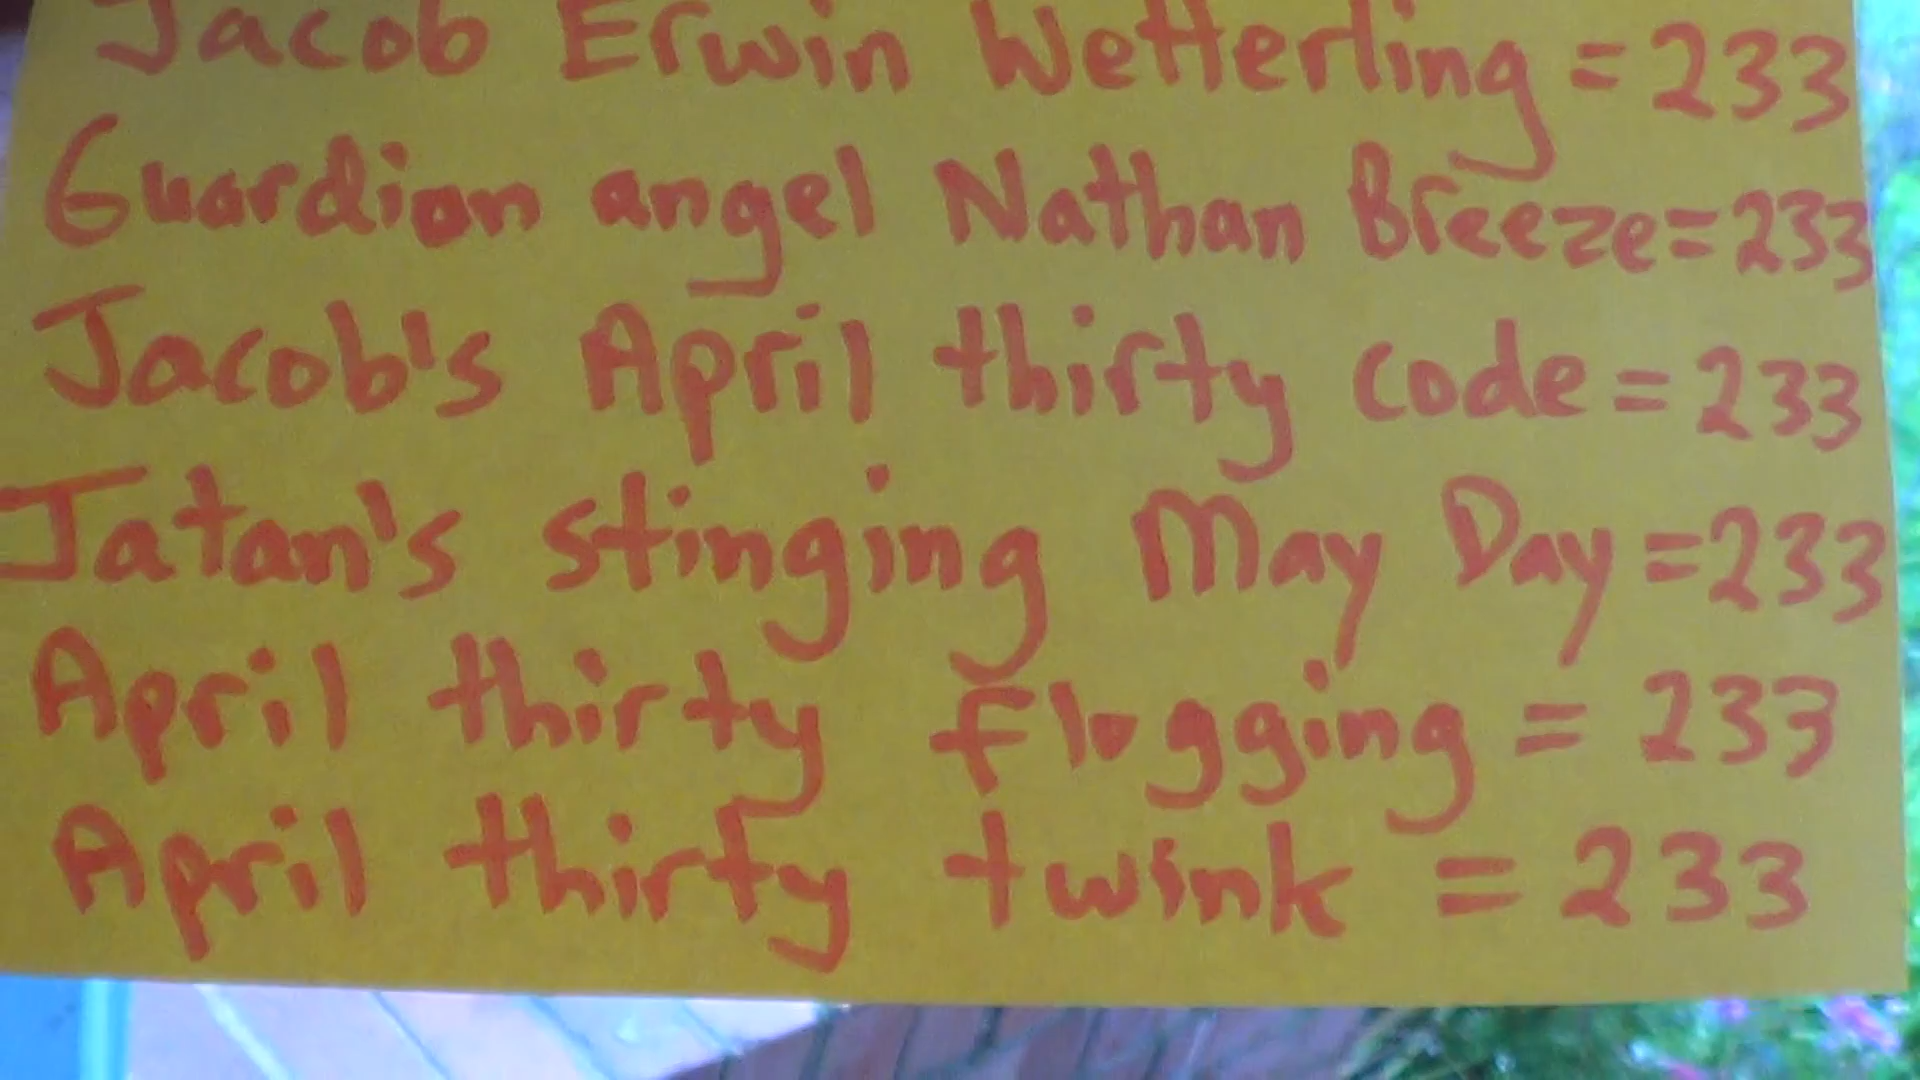 Jacob Erwin Wetterling = 233
Guardian angel Nathan Breeze = 233
Jacob's April thirty code = 233
Jatan's stinging May Day = 233
April thirty flogging = 233
April thirty twink = 233